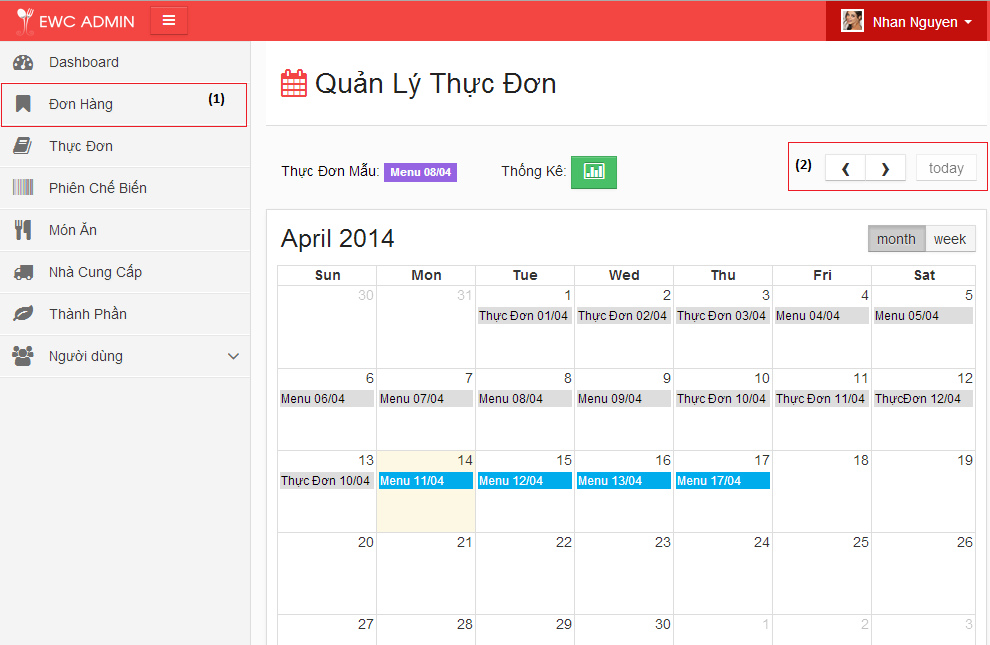 EWC ADMIN
Nhan Nguyen
Dashboard
Đơn Hàng (1)
Thực Đơn
Phiên Chế Biến
Món Ăn
Nhà Cung Cấp
Thành Phần
Người dùng
Quản Lý Thực Đơn
Thực Đơn Mẫu: Menu 08/04 Thống Kê: (2) today
April 2014 month week
Sun Mon Tue Wed Thu Fri Sat
30 31 1 2 3 4 5
Thực Đơn 01/04 Thực Đơn 02/04 Thực Đơn 03/04 Menu 04/04 Menu 05/04
6 7 8 9 10 11 12
Menu 06/04 Menu 07/04 Menu 08/04 Menu 09/04 Thực Đơn 10/04 Thực Đơn 11/04 ThựcĐơn 12/04
13 14 15 16 17 18 19
Thực Đơn 10/04 Menu 11/04 Menu 12/04 Menu 13/04 Menu 17/04
20 21 22 23 24 25 26
27 28 29 30 1 2 3